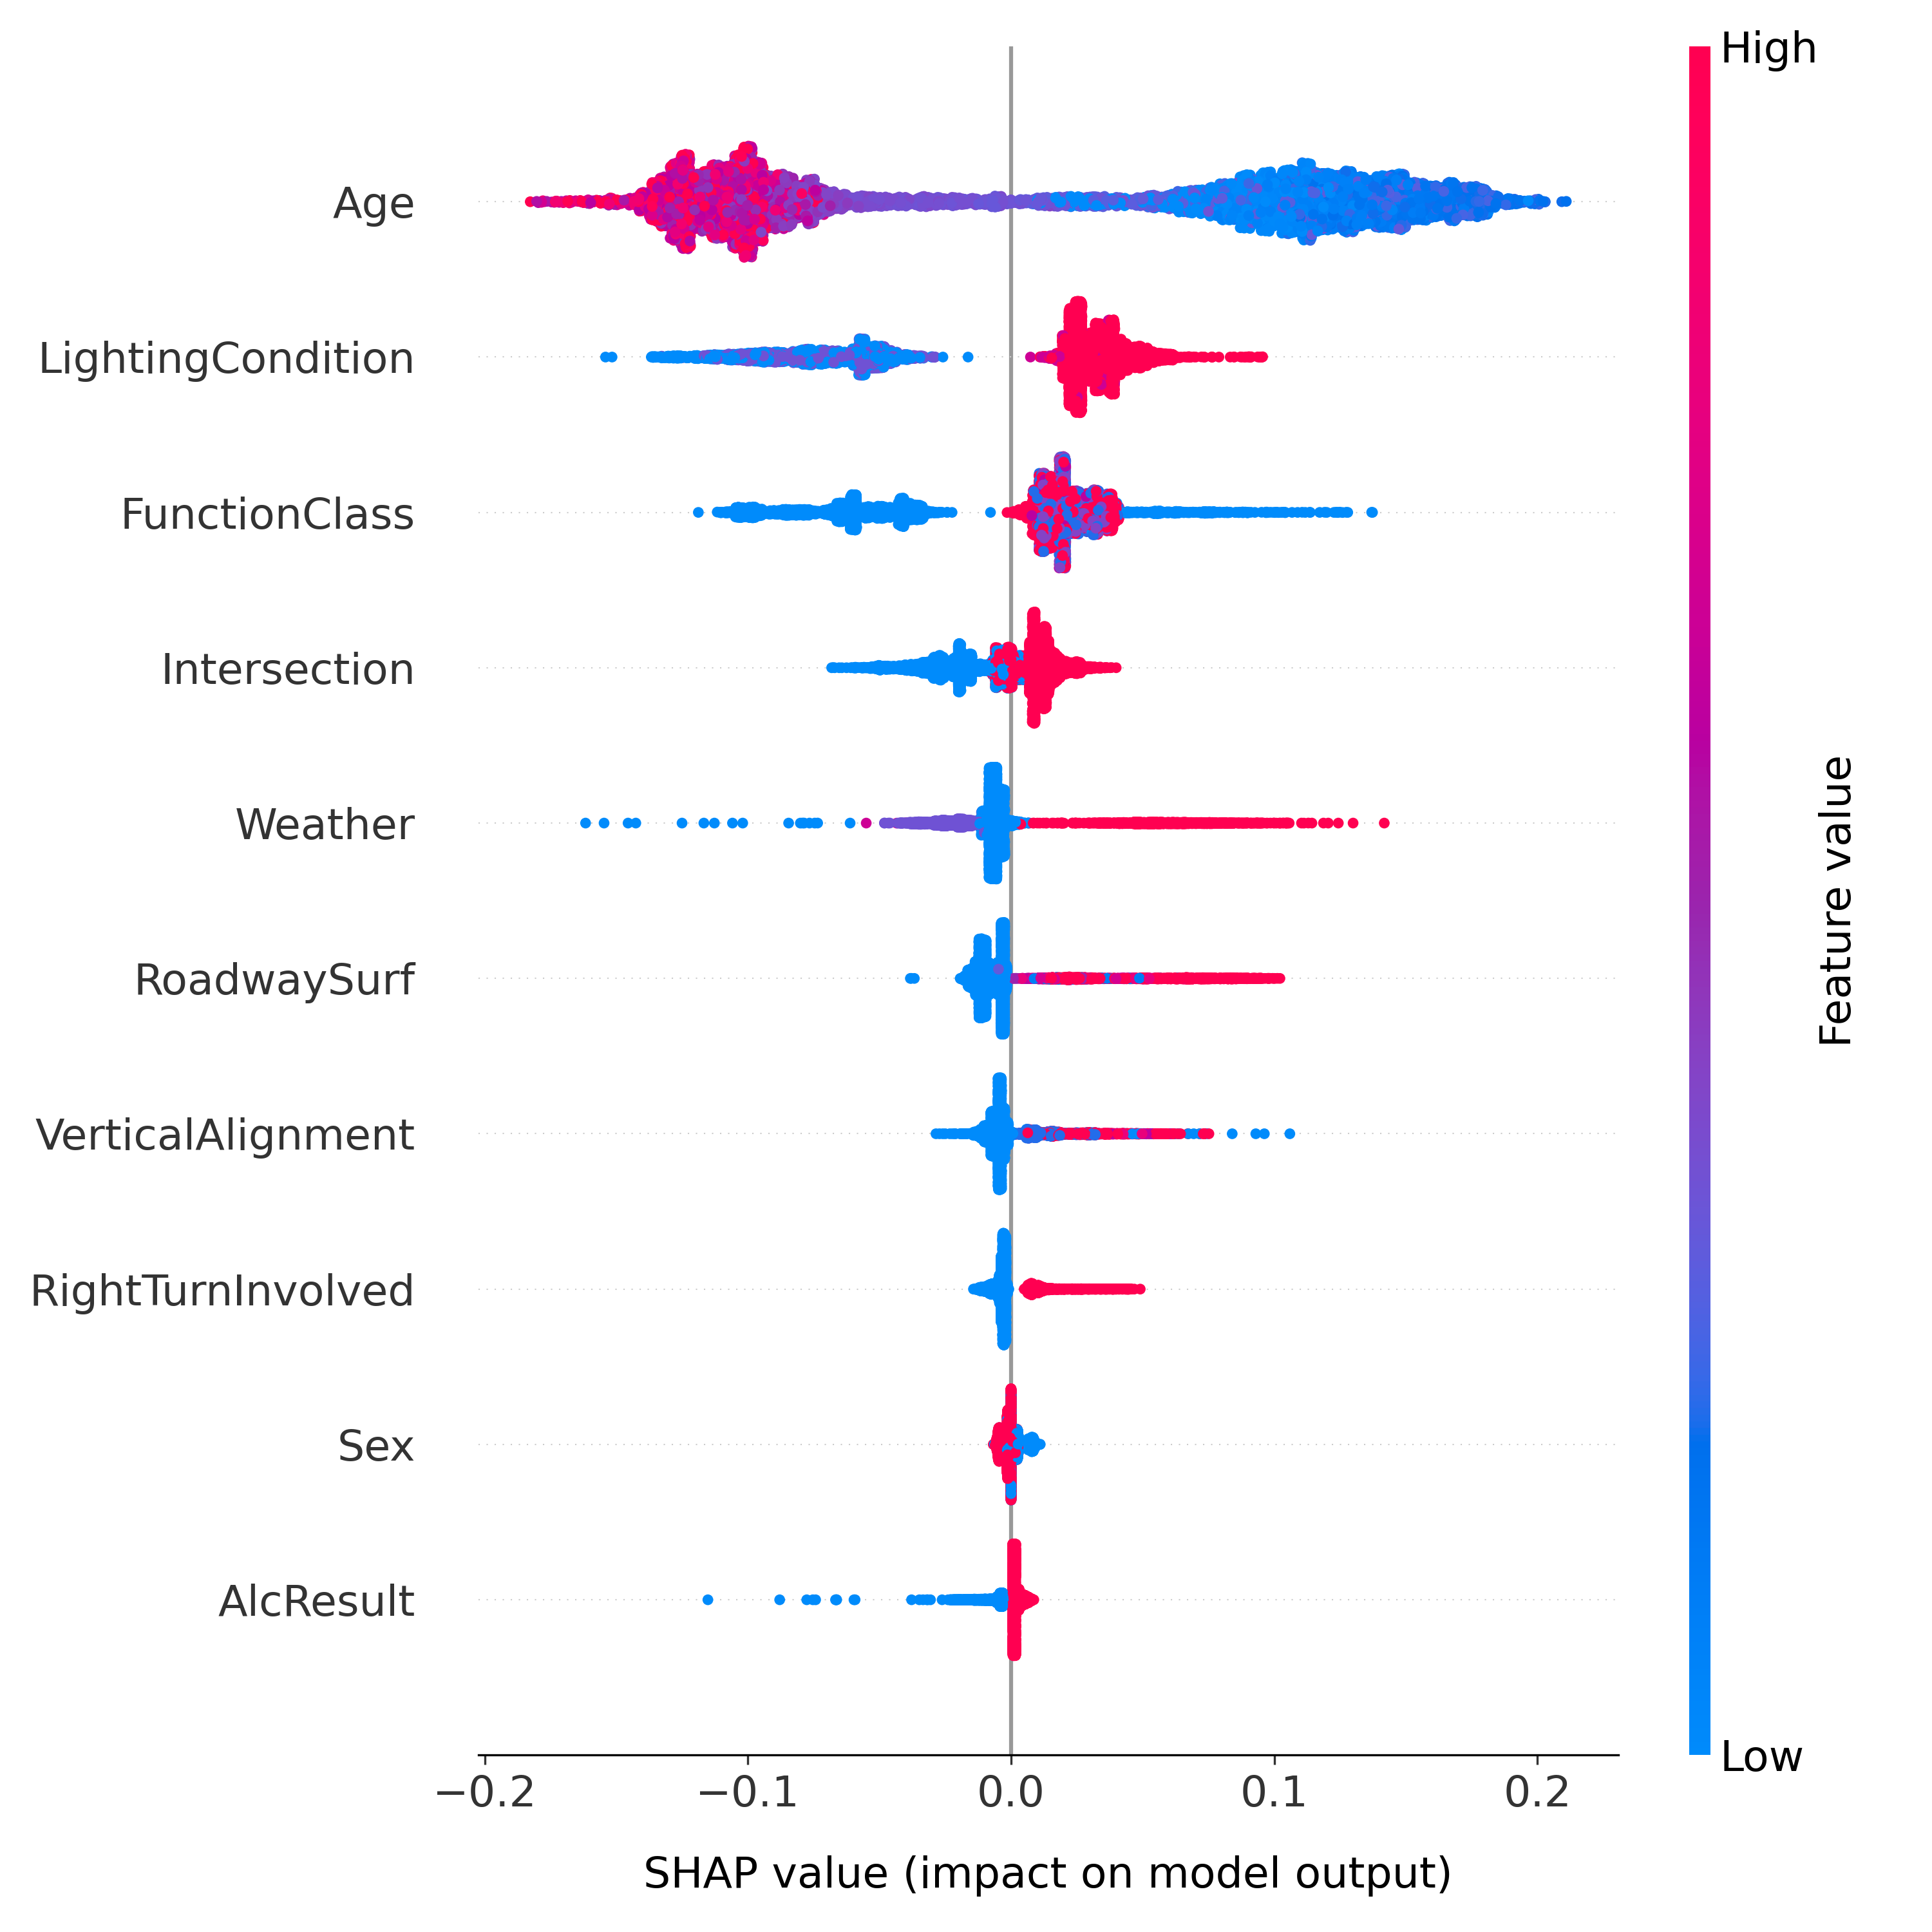 High
Age
LightingCondition
FunctionClass
Intersection
Weather
RoadwaySurf
VerticalAlignment
RightTurnInvolved
Sex
AlcResult
Feature value
Low
−0.2 −0.1 0.0 0.1 0.2
SHAP value (impact on model output)